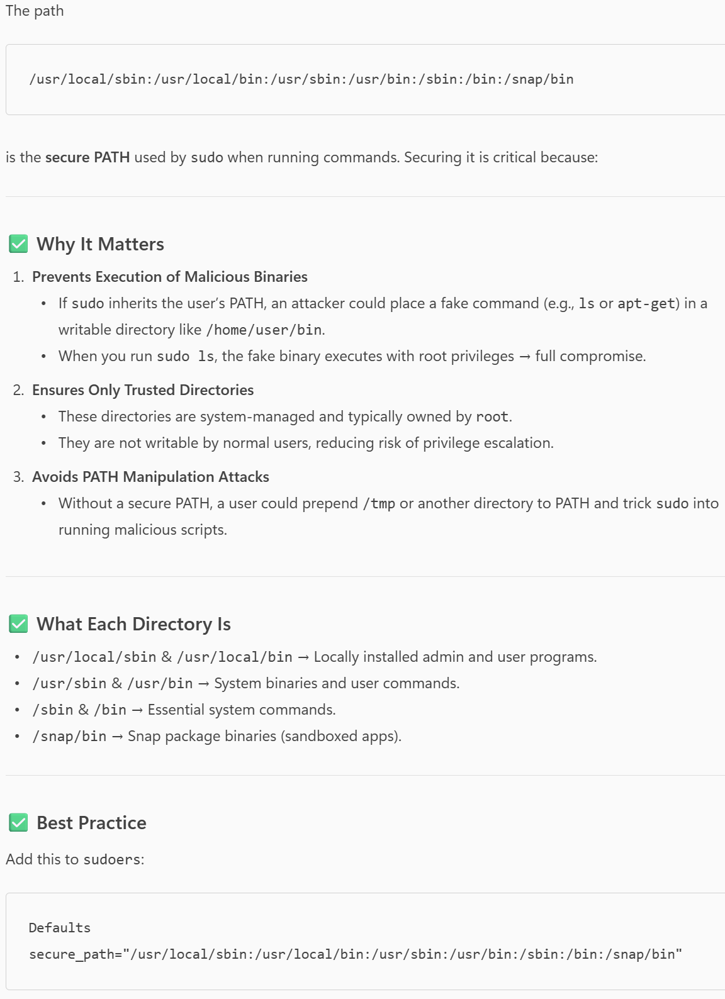 The path
/usr/local/sbin:/usr/local/bin:/usr/sbin:/usr/bin:/sbin:/bin:/snap/bin
is the secure PATH used by sudo when running commands. Securing it is critical because:
✅ Why It Matters
1. Prevents Execution of Malicious Binaries
• If sudo inherits the user’s PATH, an attacker could place a fake command (e.g., ls or apt-get) in a
writable directory like /home/user/bin.
• When you run sudo ls, the fake binary executes with root privileges → full compromise.
2. Ensures Only Trusted Directories
• These directories are system-managed and typically owned by root.
• They are not writable by normal users, reducing risk of privilege escalation.
3. Avoids PATH Manipulation Attacks
• Without a secure PATH, a user could prepend /tmp or another directory to PATH and trick sudo into
running malicious scripts.
✅ What Each Directory Is
• /usr/local/sbin & /usr/local/bin → Locally installed admin and user programs.
• /usr/sbin & /usr/bin → System binaries and user commands.
• /sbin & /bin → Essential system commands.
• /snap/bin → Snap package binaries (sandboxed apps).
✅ Best Practice
Add this to sudoers:
Defaults
secure_path="/usr/local/sbin:/usr/local/bin:/usr/sbin:/usr/bin:/sbin:/bin:/snap/bin"